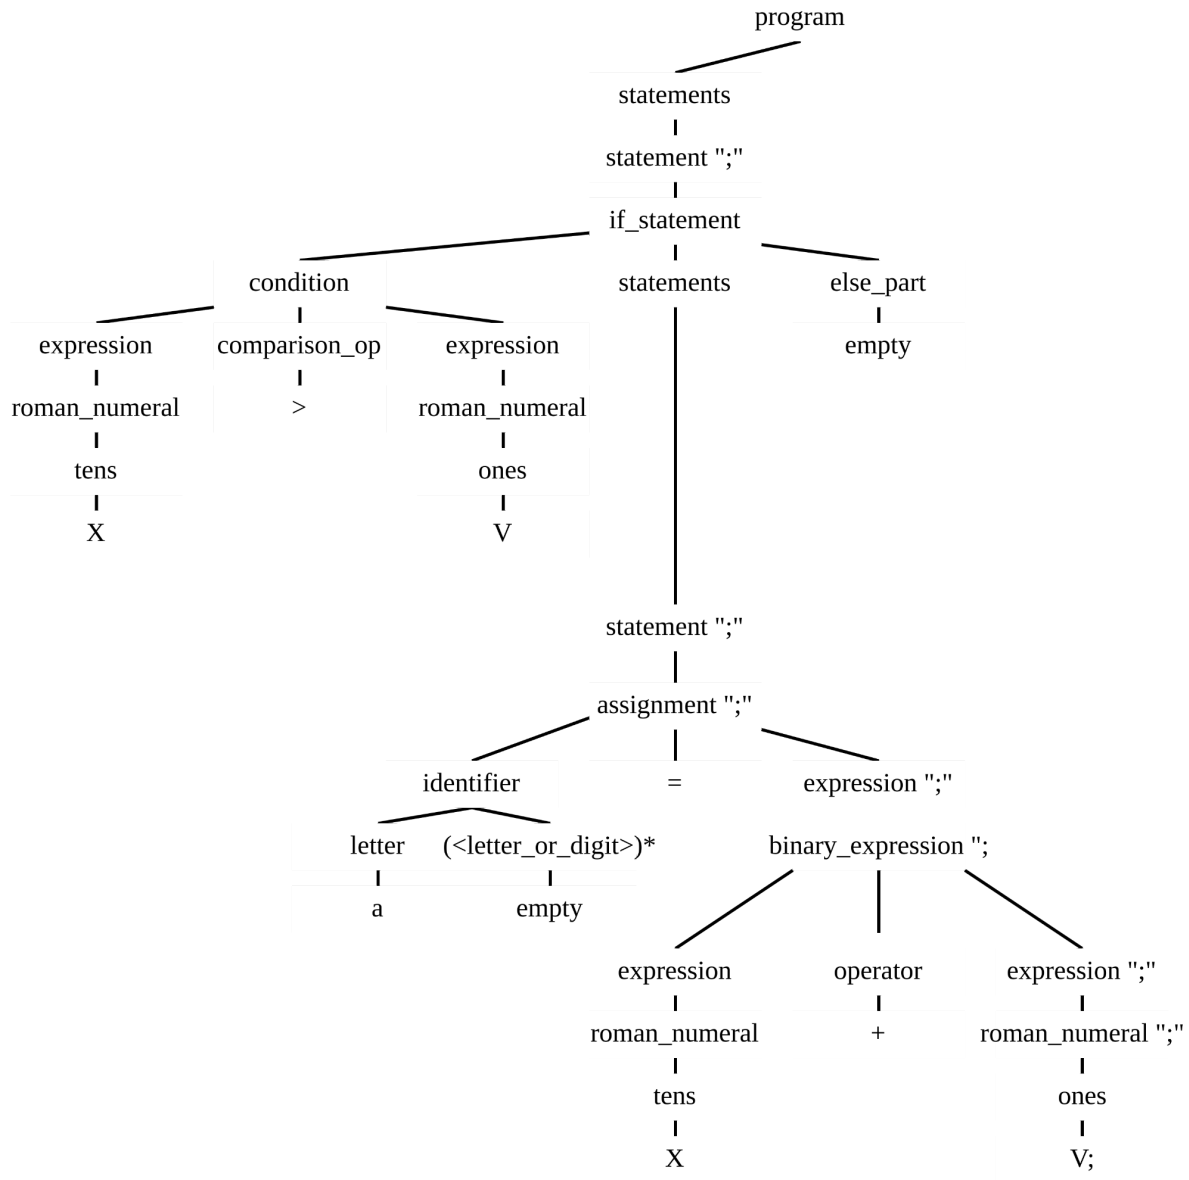 program
statements
statement ";"
if_statement
condition statements else_part
expression comparison_op expression empty
roman_numeral > roman_numeral
tens ones
X V
statement ";"
assignment ";"
identifier = expression ";"
letter (<letter_or_digit>)* binary_expression ";
a empty
expression operator expression ";"
roman_numeral + roman_numeral ";"
tens ones
X V;